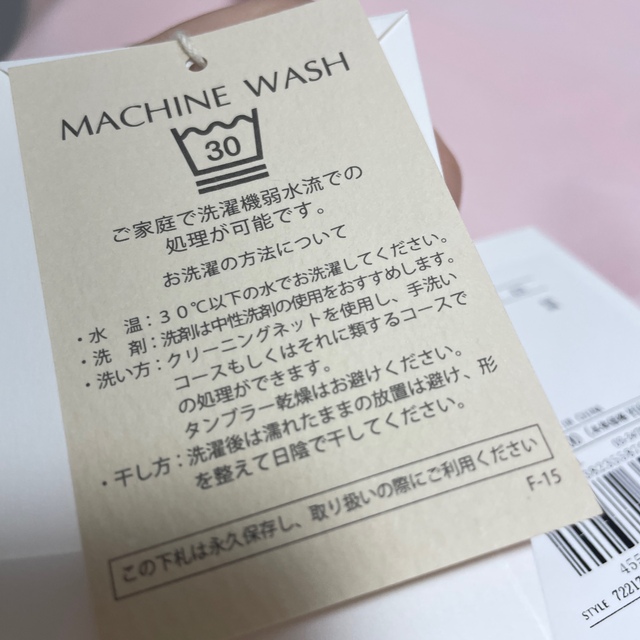 MACHINE WASH
30
ご家庭で洗濯機弱水流での
処理が可能です。
お洗濯の方法について
・水　温：３０℃以下の水でお洗濯してください。
・洗　剤：洗剤は中性洗剤の使用をおすすめします。
・洗い方：クリーニングネットを使用し、手洗い
コースもしくはそれに類するコースで
の処理ができます。
タンブラー乾燥はお避けください。
・干し方：洗濯後は濡れたままの放置は避け、形
を整えて日陰で干してください。
この下札は永久保存し、取り扱いの際にご利用ください
F-15
455
STYLE 7221